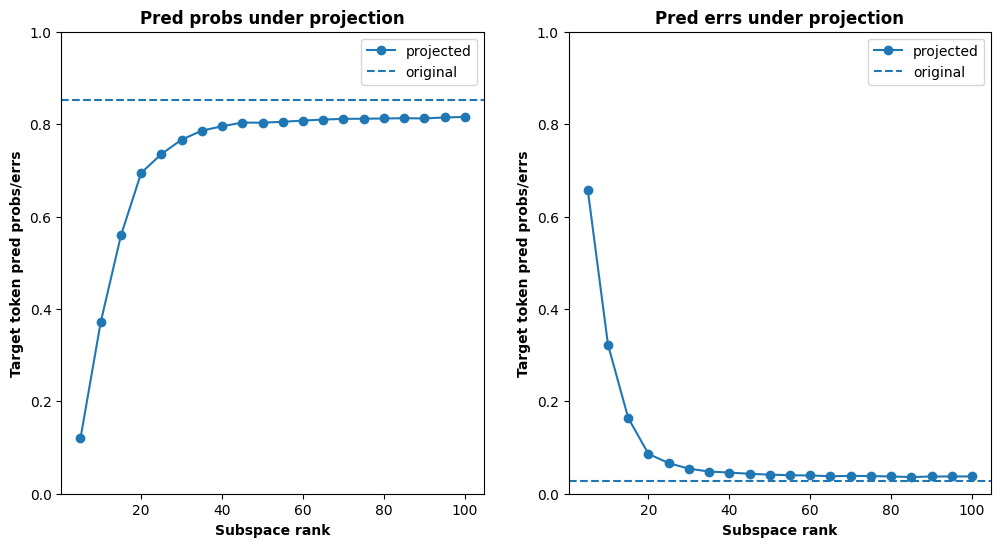 Pred probs under projection
Target token pred probs/errs
1.0
0.8
0.6
0.4
0.2
0.0
projected
original
20
40
60
80
100
Subspace rank
Pred errs under projection
Target token pred probs/errs
1.0
0.8
0.6
0.4
0.2
0.0
projected
original
20
40
60
80
100
Subspace rank